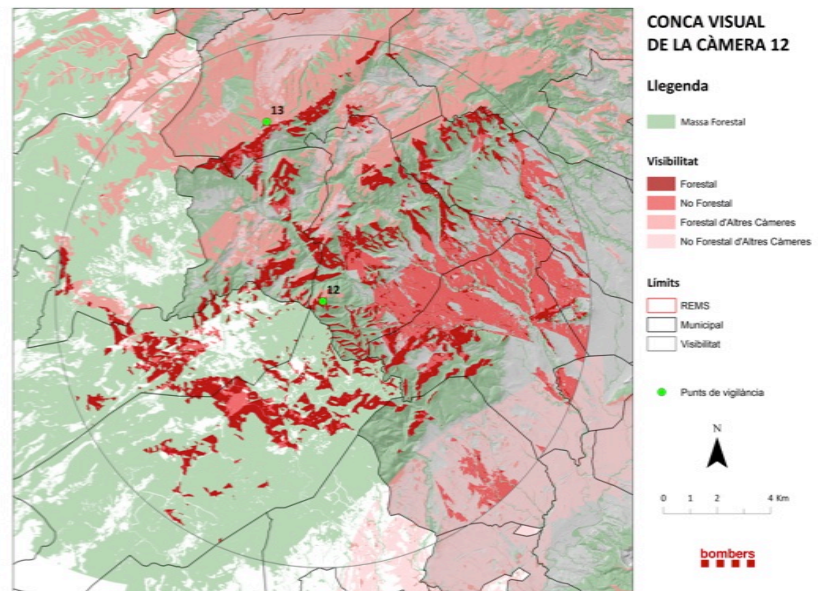 CONCA VISUAL
DE LA CÀMERA 12
Llegenda
Massa Forestal
Visibilitat
Forestal
No Forestal
Forestal d'Altres Càmeres
No Forestal d'Altres Càmeres
Límits
REMS
Municipal
Visibilitat
Punts de vigilància
N
0 1 2 4 Km
bombers
13
12